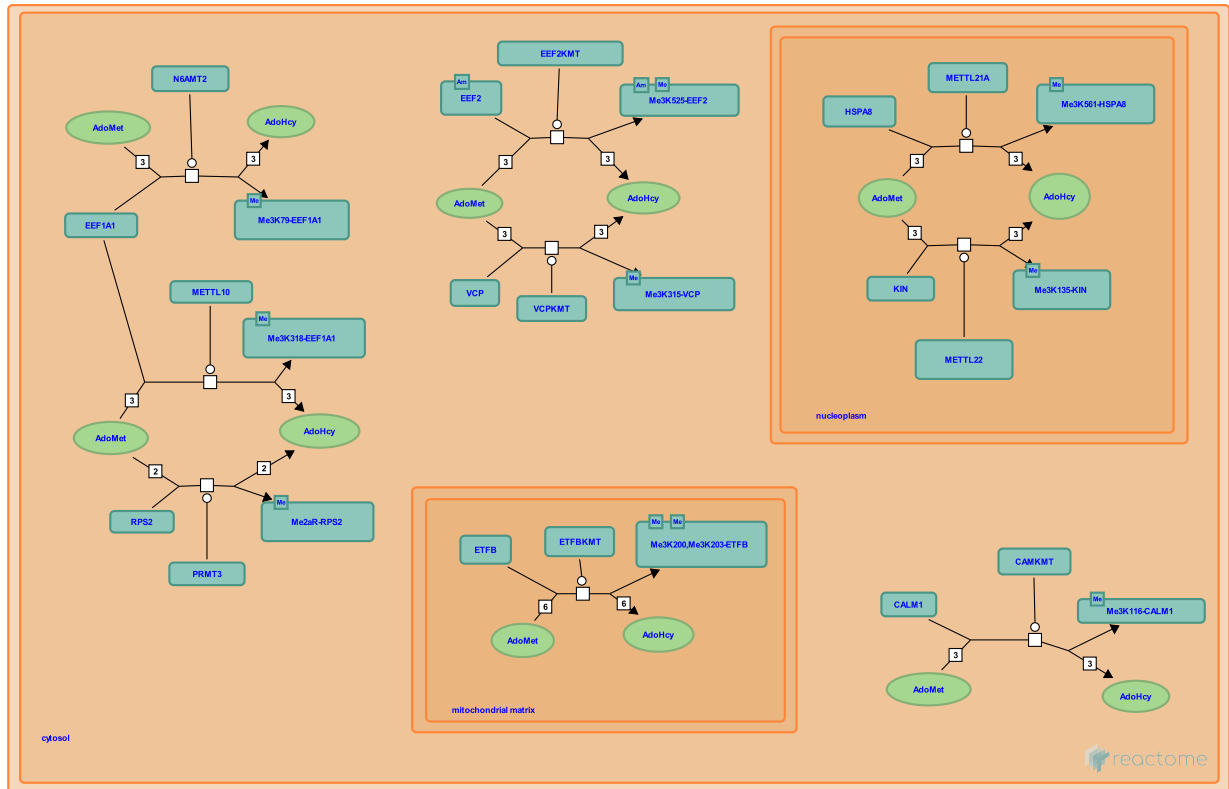 N6AMT2
AdoMet
AdoHcy
3
3
EEF1A1
Me
Me3K79-EEF1A1
METTL10
Me
Me3K318-EEF1A1
3
3
AdoMet
AdoHcy
2
2
RPS2
Me
Me2aR-RPS2
PRMT3
EEF2KMT
Am
EEF2
Am Me
Me3K525-EEF2
3
3
AdoMet
AdoHcy
3
3
VCP
VCPKMT
Me
Me3K315-VCP
METTL21A
HSPA8
Me
Me3K561-HSPA8
3
3
AdoMet
AdoHcy
3
3
KIN
Me
Me3K135-KIN
METTL22
nucleoplasm
ETFB
ETFBKMT
Me Me
Me3K200,Me3K203-ETFB
6
6
AdoMet
AdoHcy
mitochondrial matrix
CAMKMT
CALM1
Me
Me3K116-CALM1
3
3
AdoMet
AdoHcy
cytosol
reactome